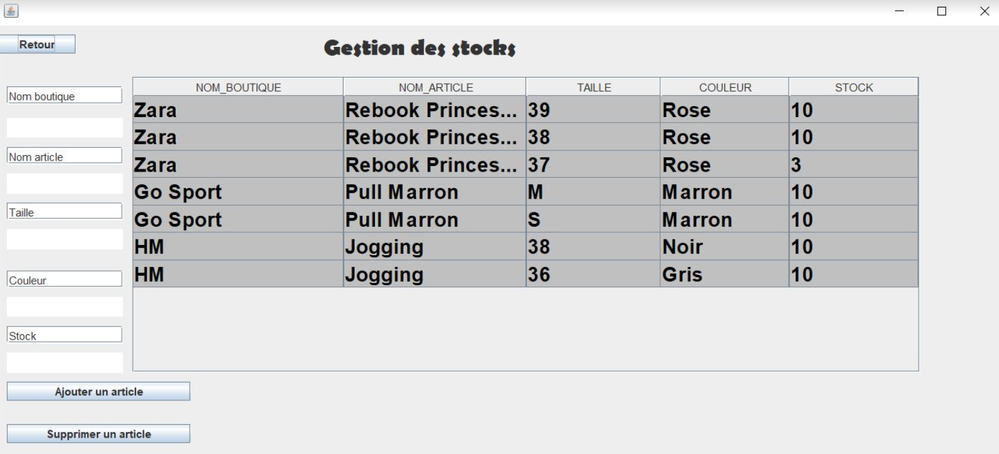 Retour
Gestion des stocks
Nom boutique
Nom article
Taille
Couleur
Stock
NOM_BOUTIQUE NOM_ARTICLE TAILLE COULEUR STOCK
Zara Rebook Princes... 39 Rose 10
Zara Rebook Princes... 38 Rose 10
Zara Rebook Princes... 37 Rose 3
Go Sport Pull Marron M Marron 10
Go Sport Pull Marron S Marron 10
HM Jogging 38 Noir 10
HM Jogging 36 Gris 10
Ajouter un article
Supprimer un article